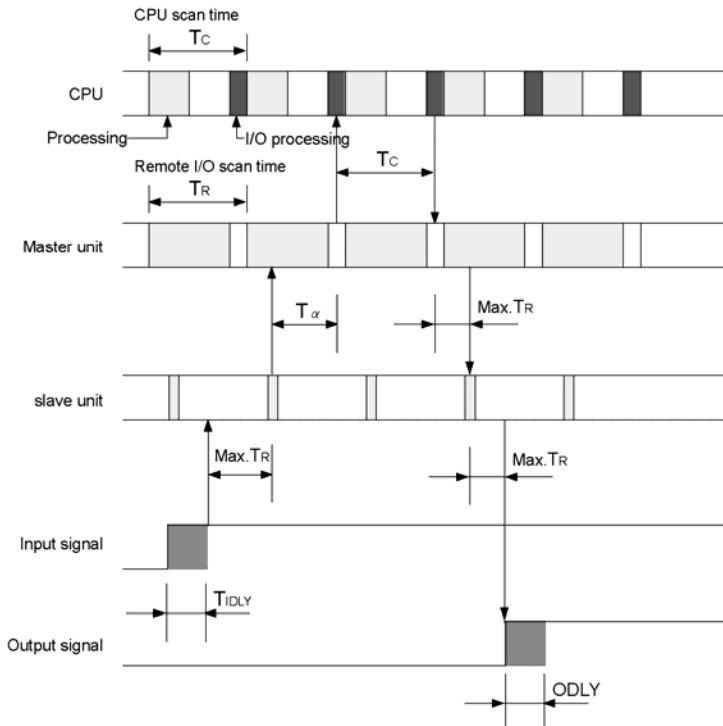 CPU scan time
TC
CPU
Processing
I/O processing
Remote I/O scan time
TC
TR
Master unit
Tα
Max.TR
slave unit
Max.TR
Max.TR
Input signal
TIDLY
Output signal
ODLY